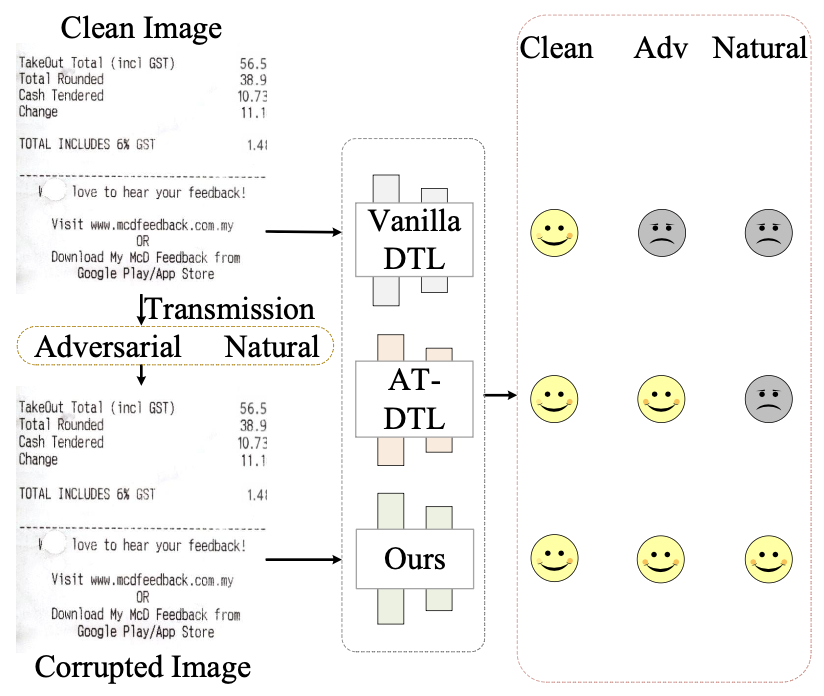 Clean Image
TakeOut Total (incl GST) 56.5
Total Rounded 38.9
Cash Tendered 10.73
Change 11.1
TOTAL INCLUDES 6% GST 1.4
love to hear your feedback!
Visit www.mcdfeedback.com.my
OR
Download My McD Feedback from
Google Play/App Store
Transmission
Adversarial Natural
TakeOut Total (incl GST) 56.5
Total Rounded 38.9
Cash Tendered 10.73
Change 11.1
TOTAL INCLUDES 6% GST 1.4
love to hear your feedback!
Visit www.mcdfeedback.com.my
OR
Download My McD Feedback from
Google Play/App Store
Corrupted Image
Vanilla
DTL
AT-
DTL
Ours
Clean Adv Natural